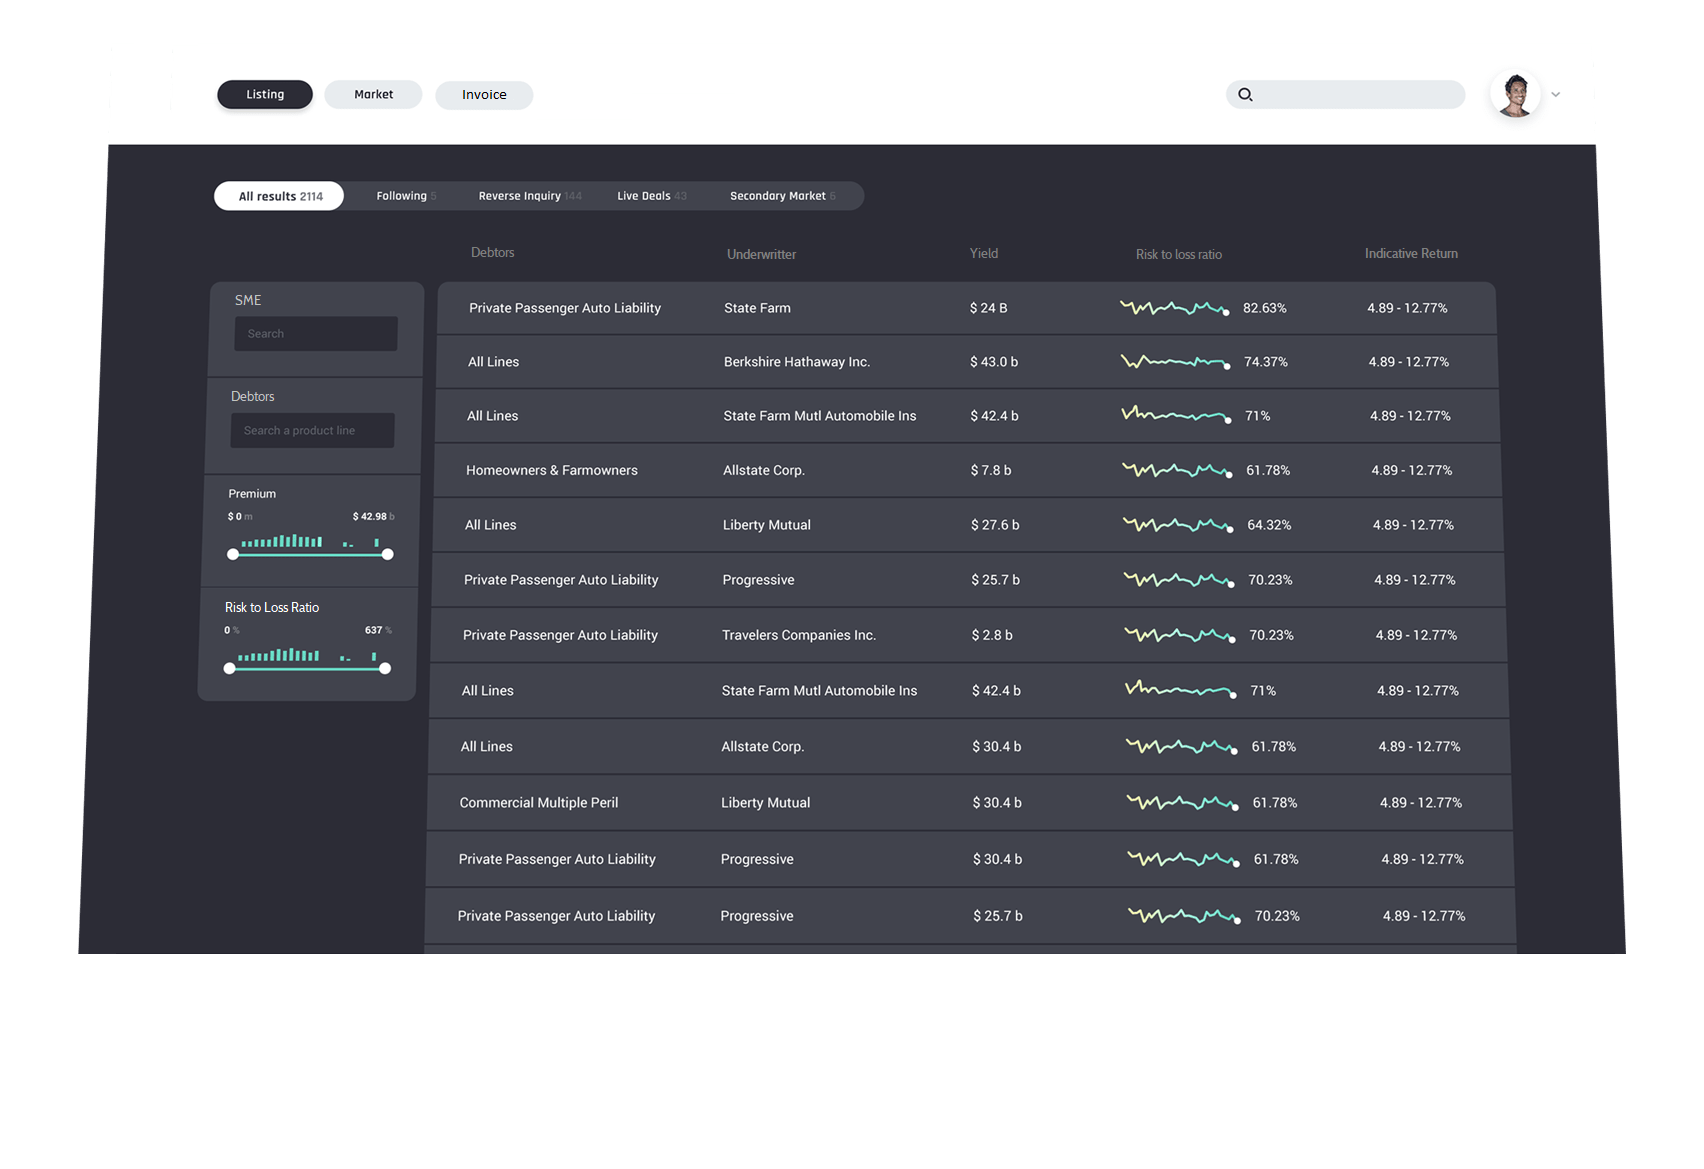 Listing Market Invoice
All results 2114 Following 5 Reverse Inquiry 144 Live Deals 43 Secondary Market 6
Debtors Underwritter Yield Risk to loss ratio Indicative Return
SME
Search
Debtors
Search a product line
Premium
$ 0 m $ 42.98 b
Risk to Loss Ratio
0 % 637 %
Private Passenger Auto Liability State Farm $ 24 B 82.63% 4.89 - 12.77%
All Lines Berkshire Hathaway Inc. $ 43.0 b 74.37% 4.89 - 12.77%
All Lines State Farm Mutl Automobile Ins $ 42.4 b 71% 4.89 - 12.77%
Homeowners & Farmowners Allstate Corp. $ 7.8 b 61.78% 4.89 - 12.77%
All Lines Liberty Mutual $ 27.6 b 64.32% 4.89 - 12.77%
Private Passenger Auto Liability Progressive $ 25.7 b 70.23% 4.89 - 12.77%
Private Passenger Auto Liability Travelers Companies Inc. $ 2.8 b 70.23% 4.89 - 12.77%
All Lines State Farm Mutl Automobile Ins $ 42.4 b 71% 4.89 - 12.77%
All Lines Allstate Corp. $ 30.4 b 61.78% 4.89 - 12.77%
Commercial Multiple Peril Liberty Mutual $ 30.4 b 61.78% 4.89 - 12.77%
Private Passenger Auto Liability Progressive $ 30.4 b 61.78% 4.89 - 12.77%
Private Passenger Auto Liability Progressive $ 25.7 b 70.23% 4.89 - 12.77%